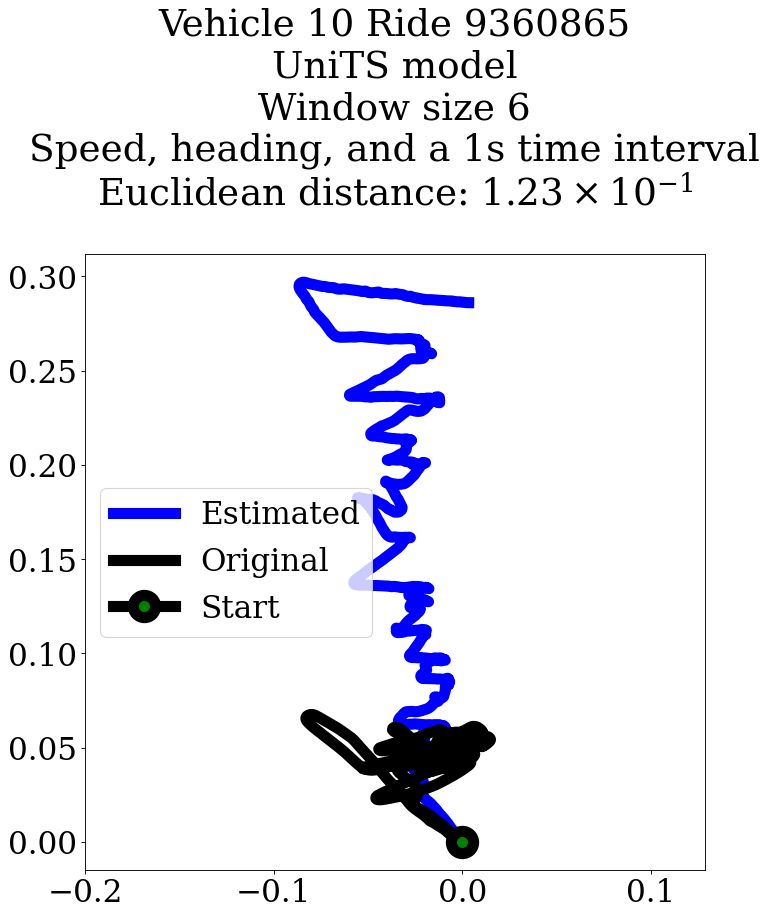 Vehicle 10 Ride 9360865
UniTS model
Window size 6
Speed, heading, and a 1s time interval
Euclidean distance: 1.23 × 10⁻¹
0.30
0.25
0.20
0.15
0.10
0.05
0.00
Estimated
Original
Start
−0.2
−0.1
0.0
0.1